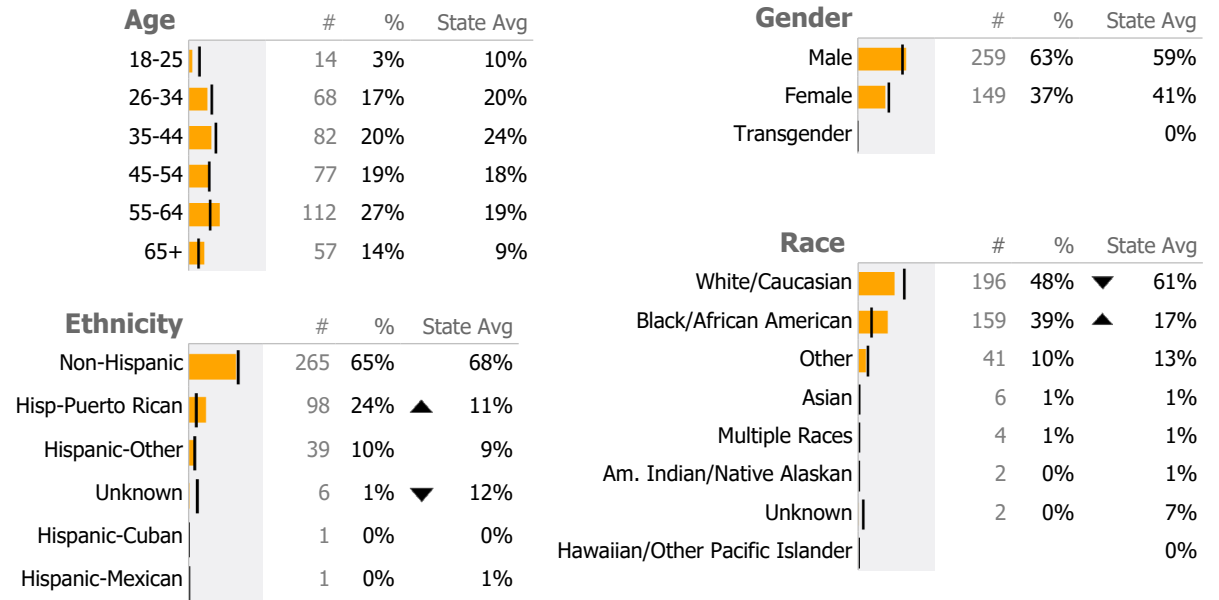 Age # % State Avg
18-25 14 3% 10%
26-34 68 17% 20%
35-44 82 20% 24%
45-54 77 19% 18%
55-64 112 27% 19%
65+ 57 14% 9%
Ethnicity # % State Avg
Non-Hispanic 265 65% 68%
Hisp-Puerto Rican 98 24% ▲ 11%
Hispanic-Other 39 10% 9%
Unknown 6 1% ▼ 12%
Hispanic-Cuban 1 0% 0%
Hispanic-Mexican 1 0% 1%
Gender # % State Avg
Male 259 63% 59%
Female 149 37% 41%
Transgender 0%
Race # % State Avg
White/Caucasian 196 48% ▼ 61%
Black/African American 159 39% ▲ 17%
Other 41 10% 13%
Asian 6 1% 1%
Multiple Races 4 1% 1%
Am. Indian/Native Alaskan 2 0% 1%
Unknown 2 0% 7%
Hawaiian/Other Pacific Islander 0%